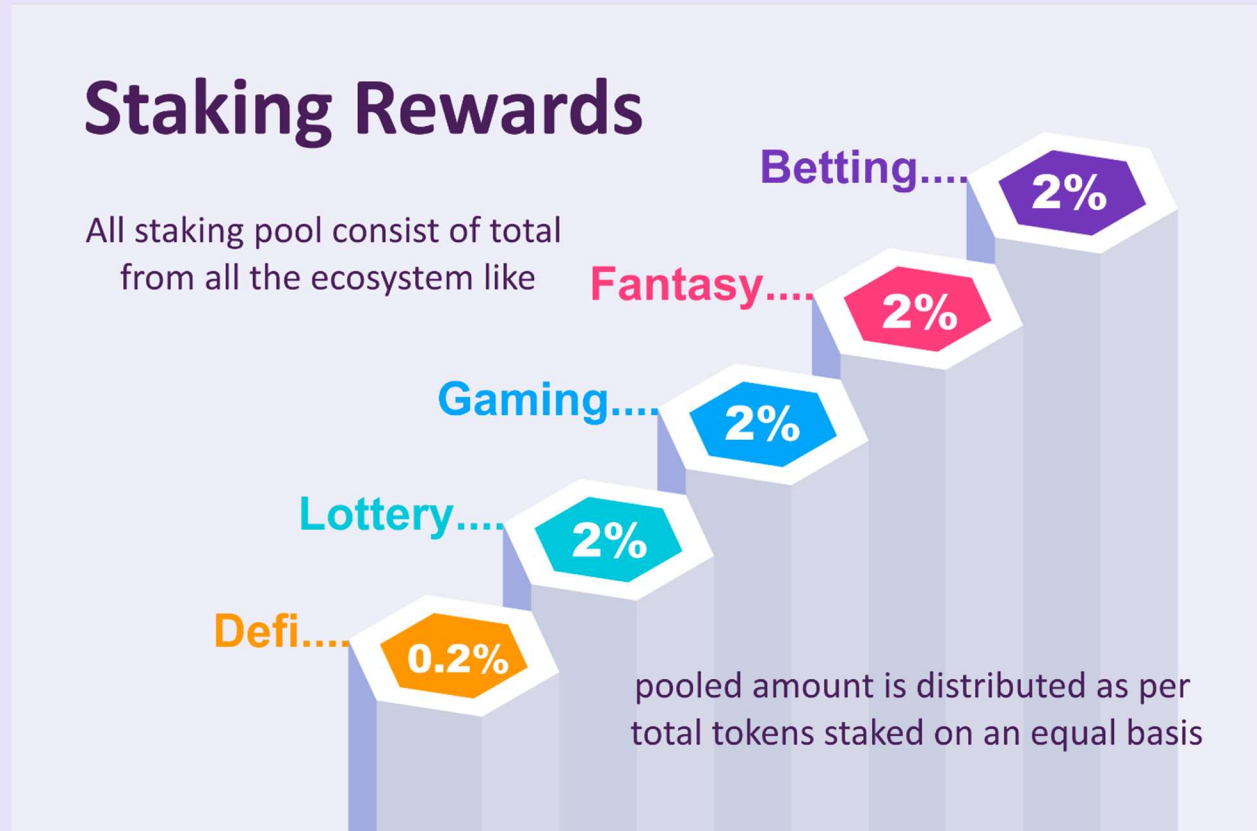 Staking Rewards
All staking pool consist of total
from all the ecosystem like
Betting.... 2%
Fantasy.... 2%
Gaming.... 2%
Lottery.... 2%
Defi.... 0.2%
pooled amount is distributed as per
total tokens staked on an equal basis